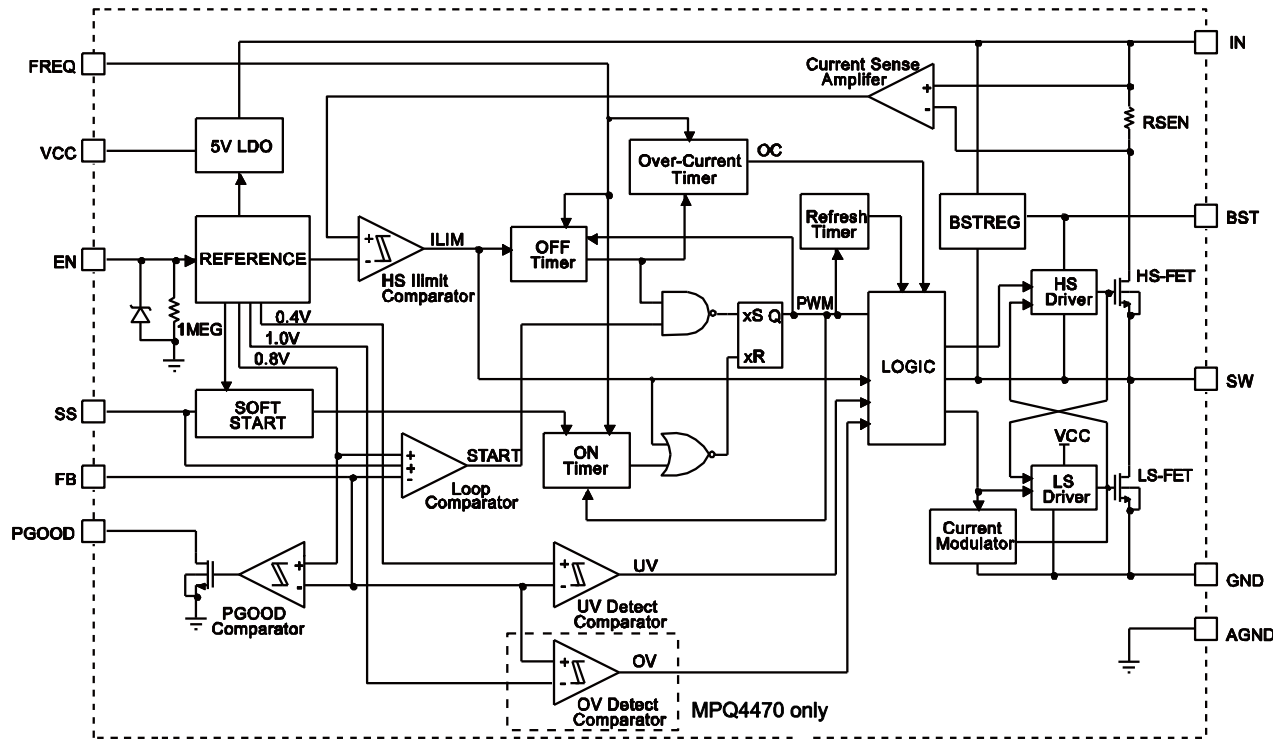 IN
FREQ
Current Sense
Amplifer
+
-
RSEN
5V LDO
VCC
Over-Current
Timer
OC
Refresh
Timer
BSTREG
BST
REFERENCE
EN
+
-
ILIM
HS Ilimit
Comparator
OFF
Timer
HS
Driver
HS-FET
1MEG
0.4V
1.0V
0.8V
xS Q
xR
PWM
LOGIC
SW
SS
SOFT
START
FB
+
+
-
START
Loop
Comparator
ON
Timer
VCC
LS
Driver
LS-FET
PGOOD
Current
Modulator
+
-
PGOOD
Comparator
+
-
UV
UV Detect
Comparator
GND
AGND
+
-
OV
OV Detect
Comparator
MPQ4470 only